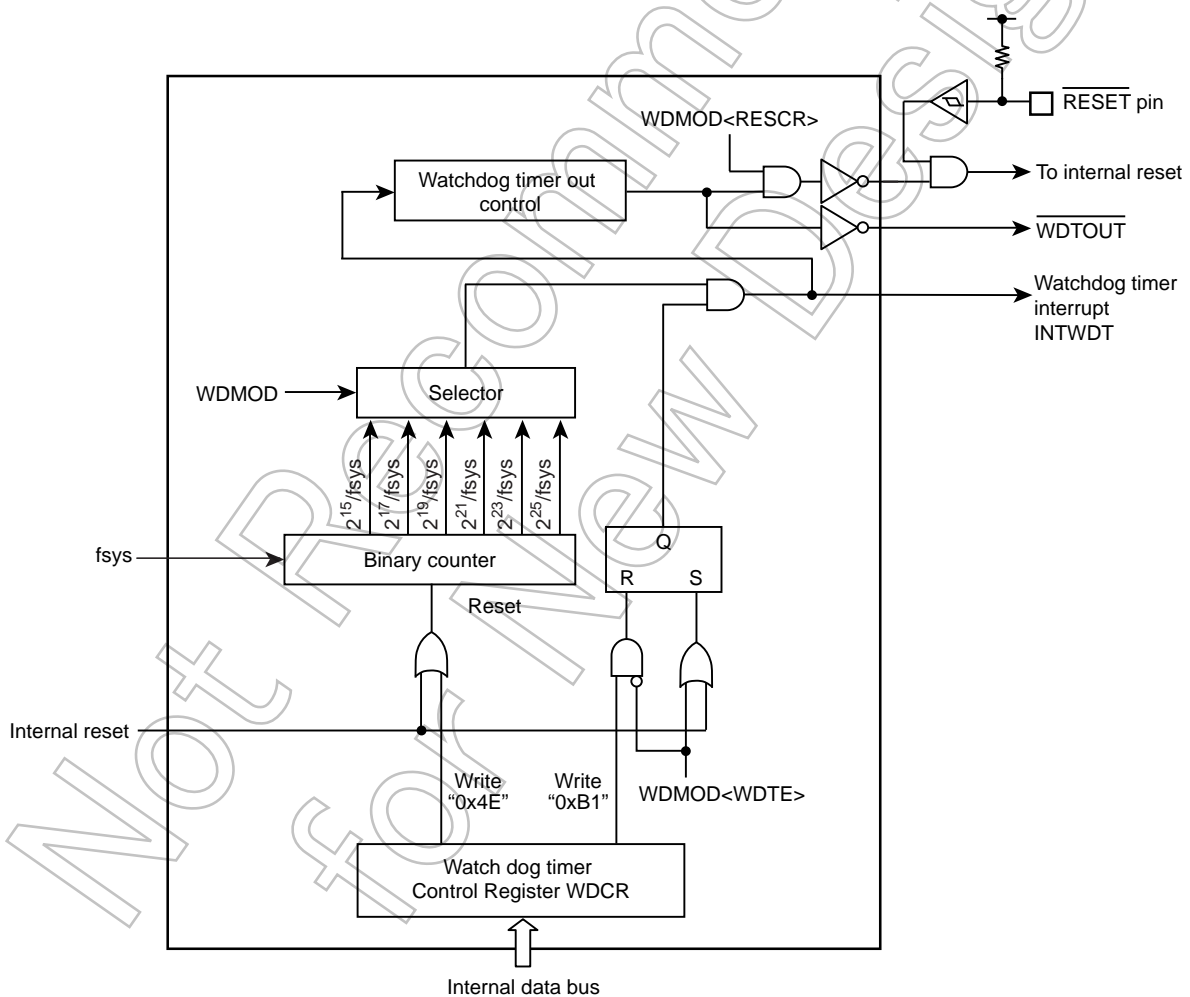 RESET pin
WDMOD<RESCR>
Watchdog timer out
control
To internal reset
WDTOUT
Watchdog timer
interrupt
INTWDT
WDMOD
Selector
2^15/fsys
2^17/fsys
2^19/fsys
2^21/fsys
2^23/fsys
2^25/fsys
fsys
Binary counter
Q
R S
Reset
Internal reset
Write
“0x4E”
Write
“0xB1”
WDMOD<WDTE>
Watch dog timer
Control Register WDCR
Internal data bus
Not Recomme
for New Desig